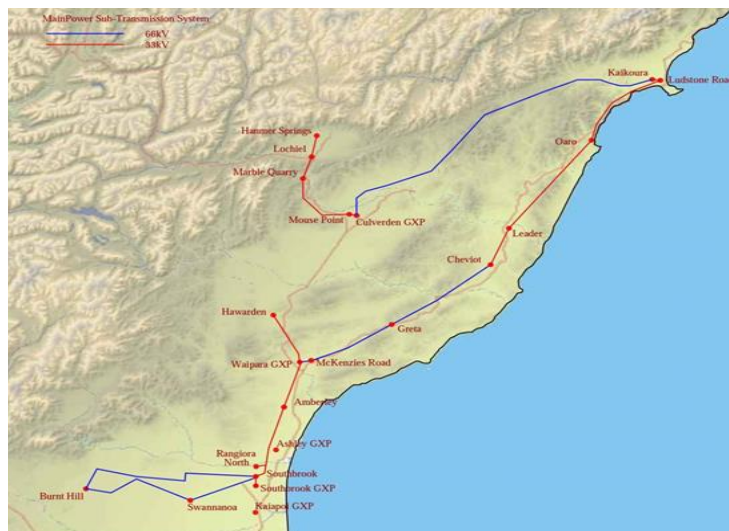 MainPower Sub-Transmission System
66kV
33kV
Kaikoura
Ludstone Road
Hanmer Springs
Oaro
Lochiel
Marble Quarry
Mouse Point
Culverden GXP
Leader
Cheviot
Hawarden
Greta
Waipara GXP
McKenzies Road
Amberley
Ashley GXP
Rangiora
North
Southbrook
Southbrook GXP
Burnt Hill
Swannanoa
Kaiapoi GXP